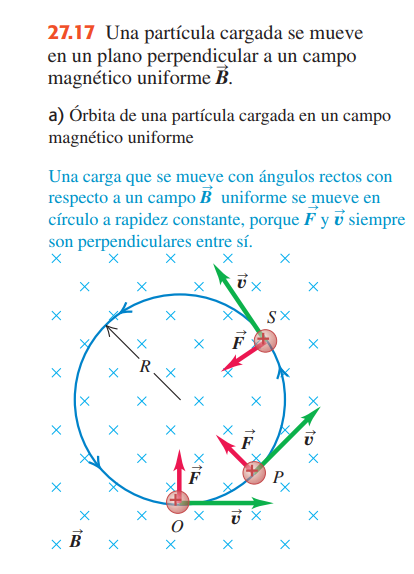 27.17 Una partícula cargada se mueve
en un plano perpendicular a un campo
magnético uniforme B⃗.
a) Órbita de una partícula cargada en un campo
magnético uniforme
Una carga que se mueve con ángulos rectos con
respecto a un campo B⃗ uniforme se mueve en
círculo a rapidez constante, porque F⃗ y v⃗ siempre
son perpendiculares entre sí.
v⃗
S
F⃗
R
F⃗
v⃗
F⃗
P
v⃗
O
B⃗